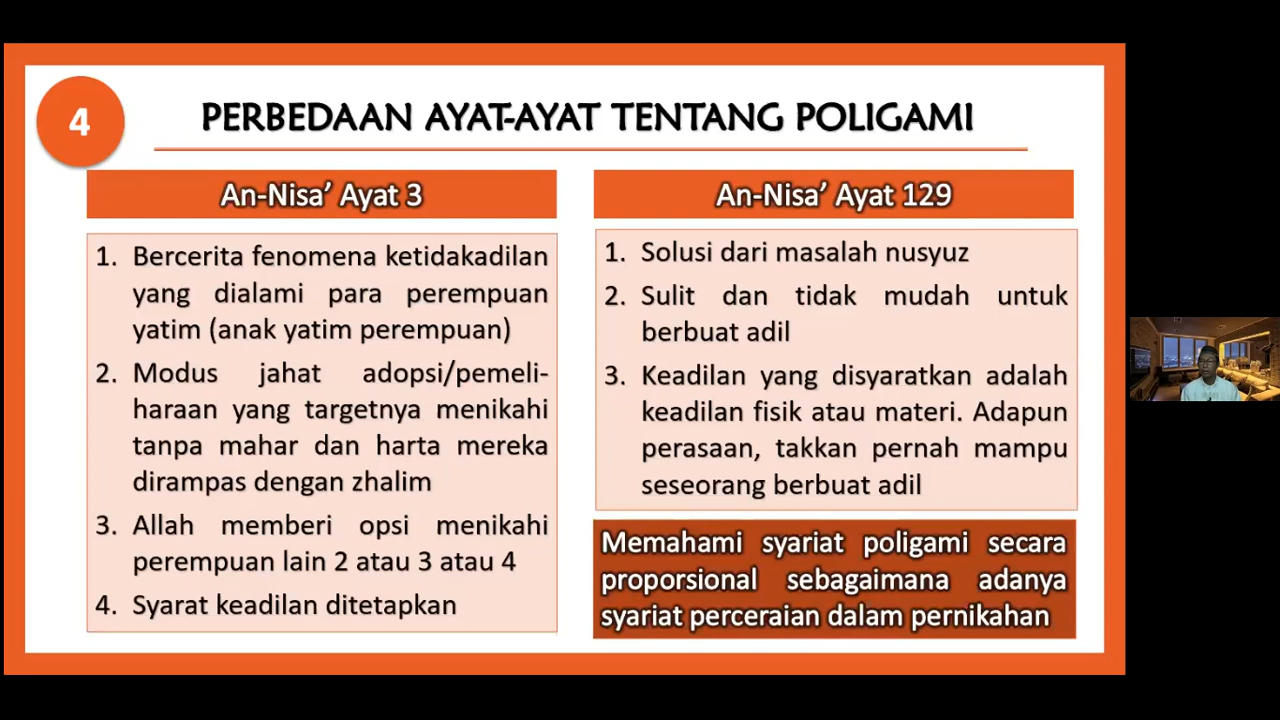 4
PERBEDAAN AYAT-AYAT TENTANG POLIGAMI
An-Nisa’ Ayat 3
1. Bercerita fenomena ketidakadilan
yang dialami para perempuan
yatim (anak yatim perempuan)
2. Modus jahat adopsi/pemeli-
haraan yang targetnya menikahi
tanpa mahar dan harta mereka
dirampas dengan zhalim
3. Allah memberi opsi menikahi
perempuan lain 2 atau 3 atau 4
4. Syarat keadilan ditetapkan
An-Nisa’ Ayat 129
1. Solusi dari masalah nusyuz
2. Sulit dan tidak mudah untuk
berbuat adil
3. Keadilan yang disyaratkan adalah
keadilan fisik atau materi. Adapun
perasaan, takkan pernah mampu
seseorang berbuat adil
Memahami syariat poligami secara
proporsional sebagaimana adanya
syariat perceraian dalam pernikahan